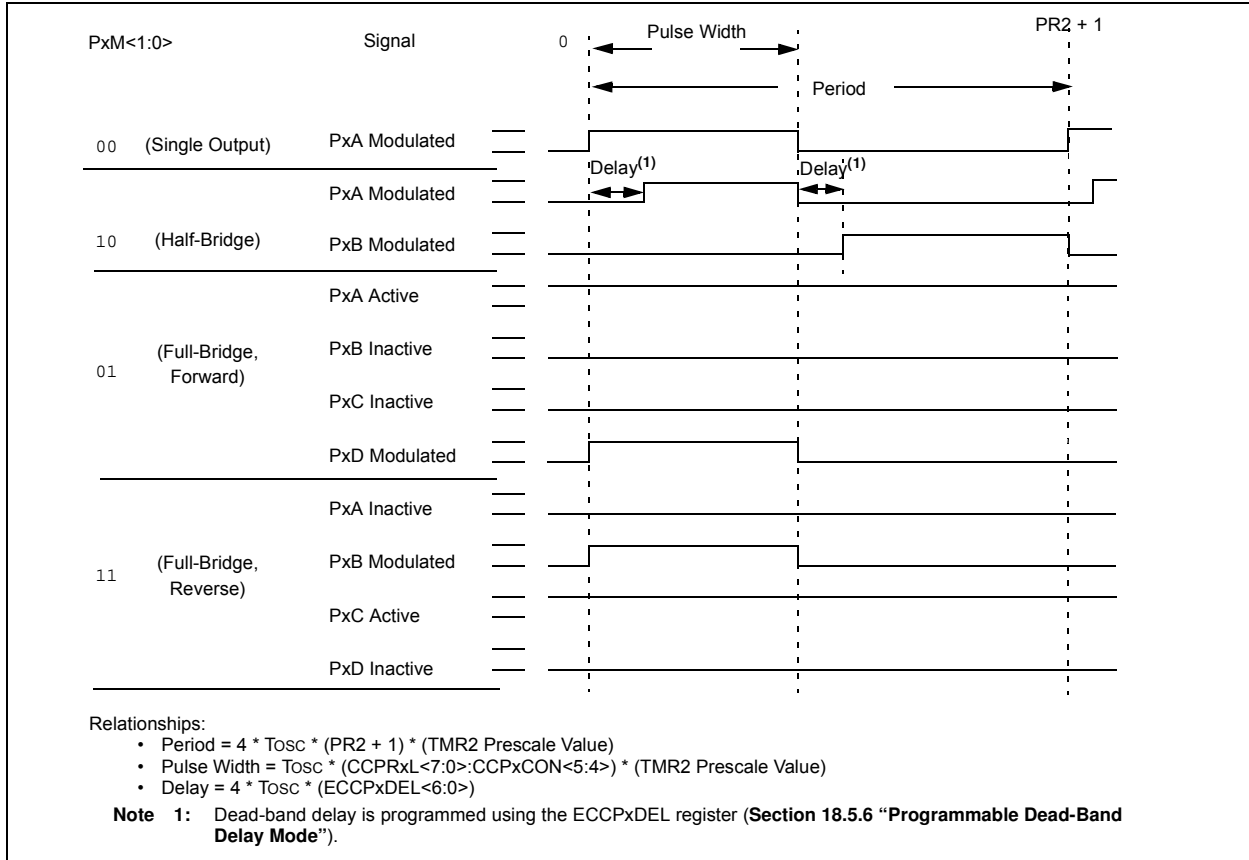 PxM<1:0> Signal 0 Pulse Width PR2 + 1
Period
00 (Single Output) PxA Modulated
Delay(1) Delay(1)
PxA Modulated
10 (Half-Bridge) PxB Modulated
PxA Active
01 (Full-Bridge, Forward) PxB Inactive
PxC Inactive
PxD Modulated
PxA Inactive
11 (Full-Bridge, Reverse) PxB Modulated
PxC Active
PxD Inactive
Relationships:
• Period = 4 * TOSC * (PR2 + 1) * (TMR2 Prescale Value)
• Pulse Width = TOSC * (CCPRxL<7:0>:CCPxCON<5:4>) * (TMR2 Prescale Value)
• Delay = 4 * TOSC * (ECCPxDEL<6:0>)
Note 1: Dead-band delay is programmed using the ECCPxDEL register (Section 18.5.6 “Programmable Dead-Band
Delay Mode”).